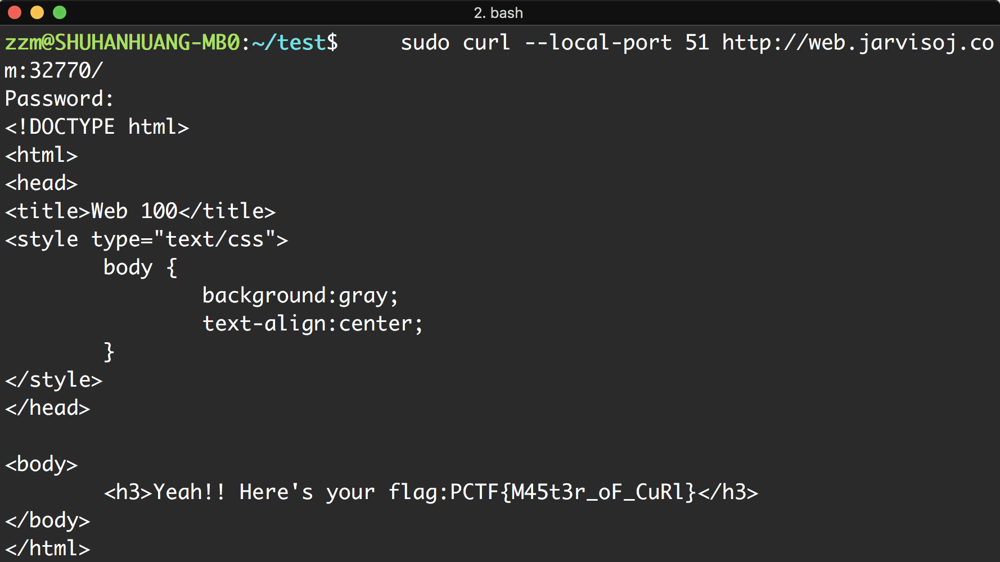 2. bash
zzm@SHUHANHUANG-MB0:~/test$     sudo curl --local-port 51 http://web.jarvisoj.co
m:32770/
Password:
<!DOCTYPE html>
<html>
<head>
<title>Web 100</title>
<style type="text/css">
        body {
                background:gray;
                text-align:center;
        }
</style>
</head>

<body>
        <h3>Yeah!! Here's your flag:PCTF{M45t3r_oF_CuRl}</h3>
</body>
</html>